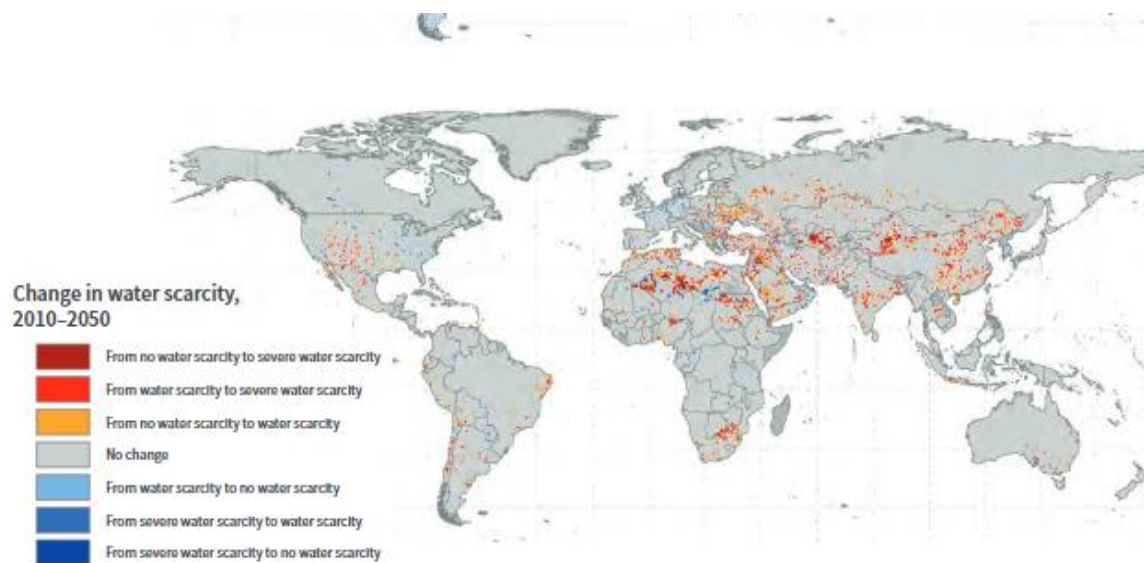 Change in water scarcity,
2010–2050
From no water scarcity to severe water scarcity
From water scarcity to severe water scarcity
From no water scarcity to water scarcity
No change
From water scarcity to no water scarcity
From severe water scarcity to water scarcity
From severe water scarcity to no water scarcity